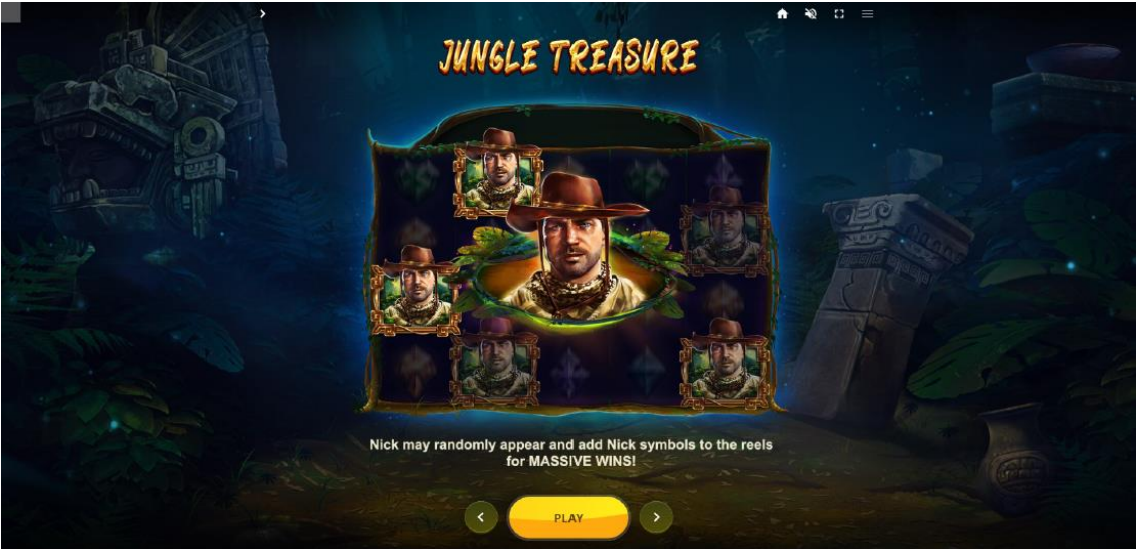 JUNGLE TREASURE
Nick may randomly appear and add Nick symbols to the reels
for MASSIVE WINS!
PLAY